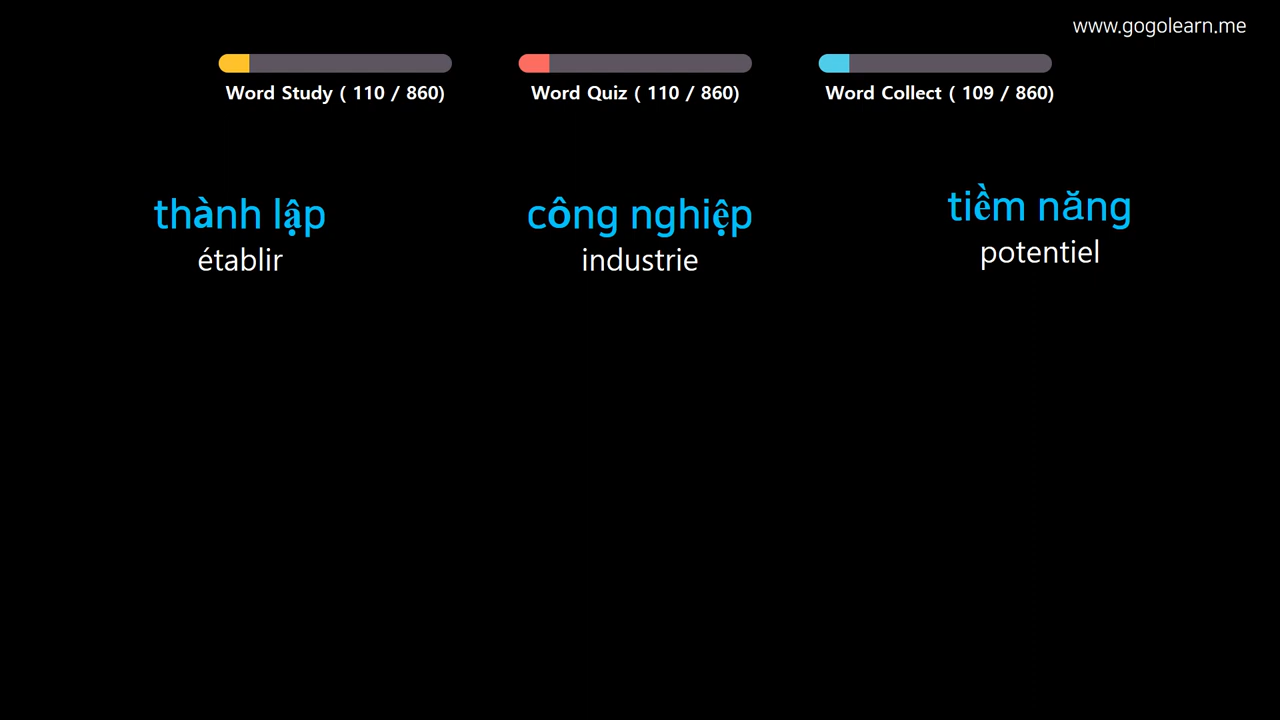 www.gogolearn.me
Word Study ( 110 / 860)
Word Quiz ( 110 / 860)
Word Collect ( 109 / 860)
thành lập
établir
công nghiệp
industrie
tiềm năng
potentiel